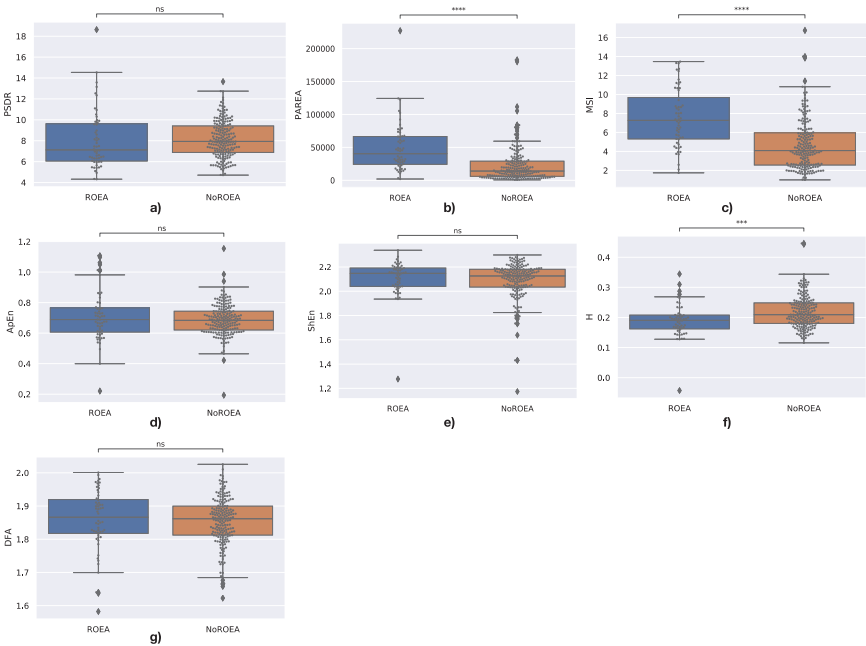 ns
18
16
14
12
10
8
6
4
PSDR
ROEA
NoROEA
a)
****
200000
150000
100000
50000
0
PAREA
ROEA
NoROEA
b)
****
16
14
12
10
8
6
4
2
MSI
ROEA
NoROEA
c)
ns
1.2
1,0
0.8
0.6
0.4
0.2
ApEn
ROEA
NoROEA
d)
ns
2.2
2.0
1.8
1.6
1.4
1.2
ShEn
ROEA
NoROEA
e)
***
0.4
0.3
0.2
0.1
0.0
H
ROEA
NoROEA
f)
ns
2.0
1.9
1.8
1.7
1.6
DFA
ROEA
NoROEA
g)